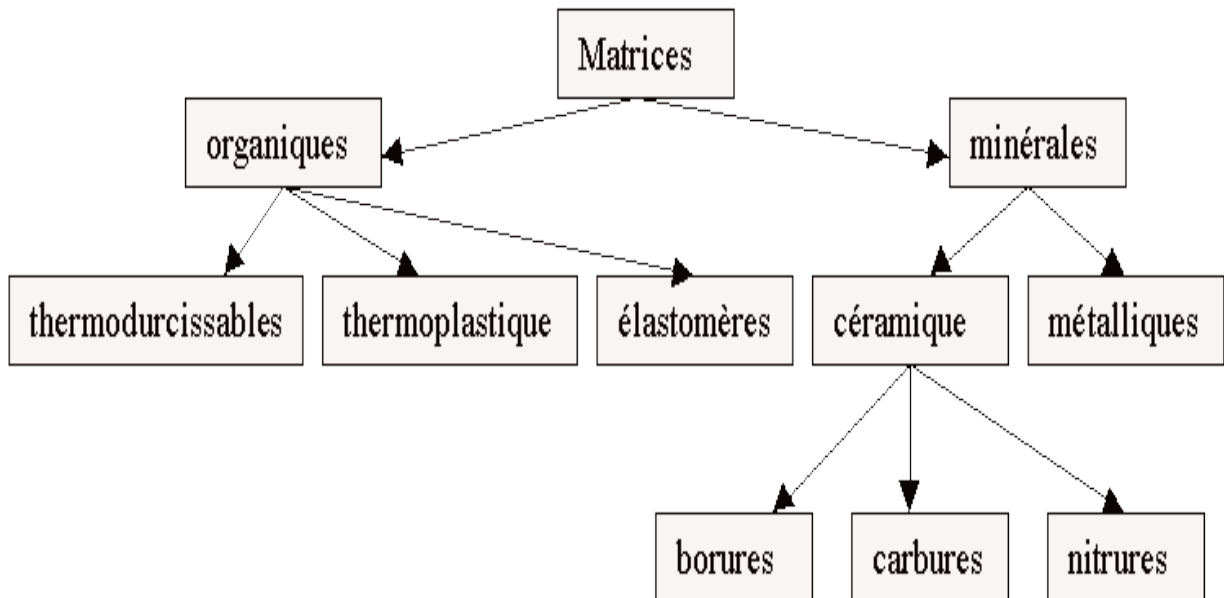 Matrices
organiques
minérales
thermodurcissables
thermoplastique
élastomères
céramique
métalliques
borures
carbures
nitrures